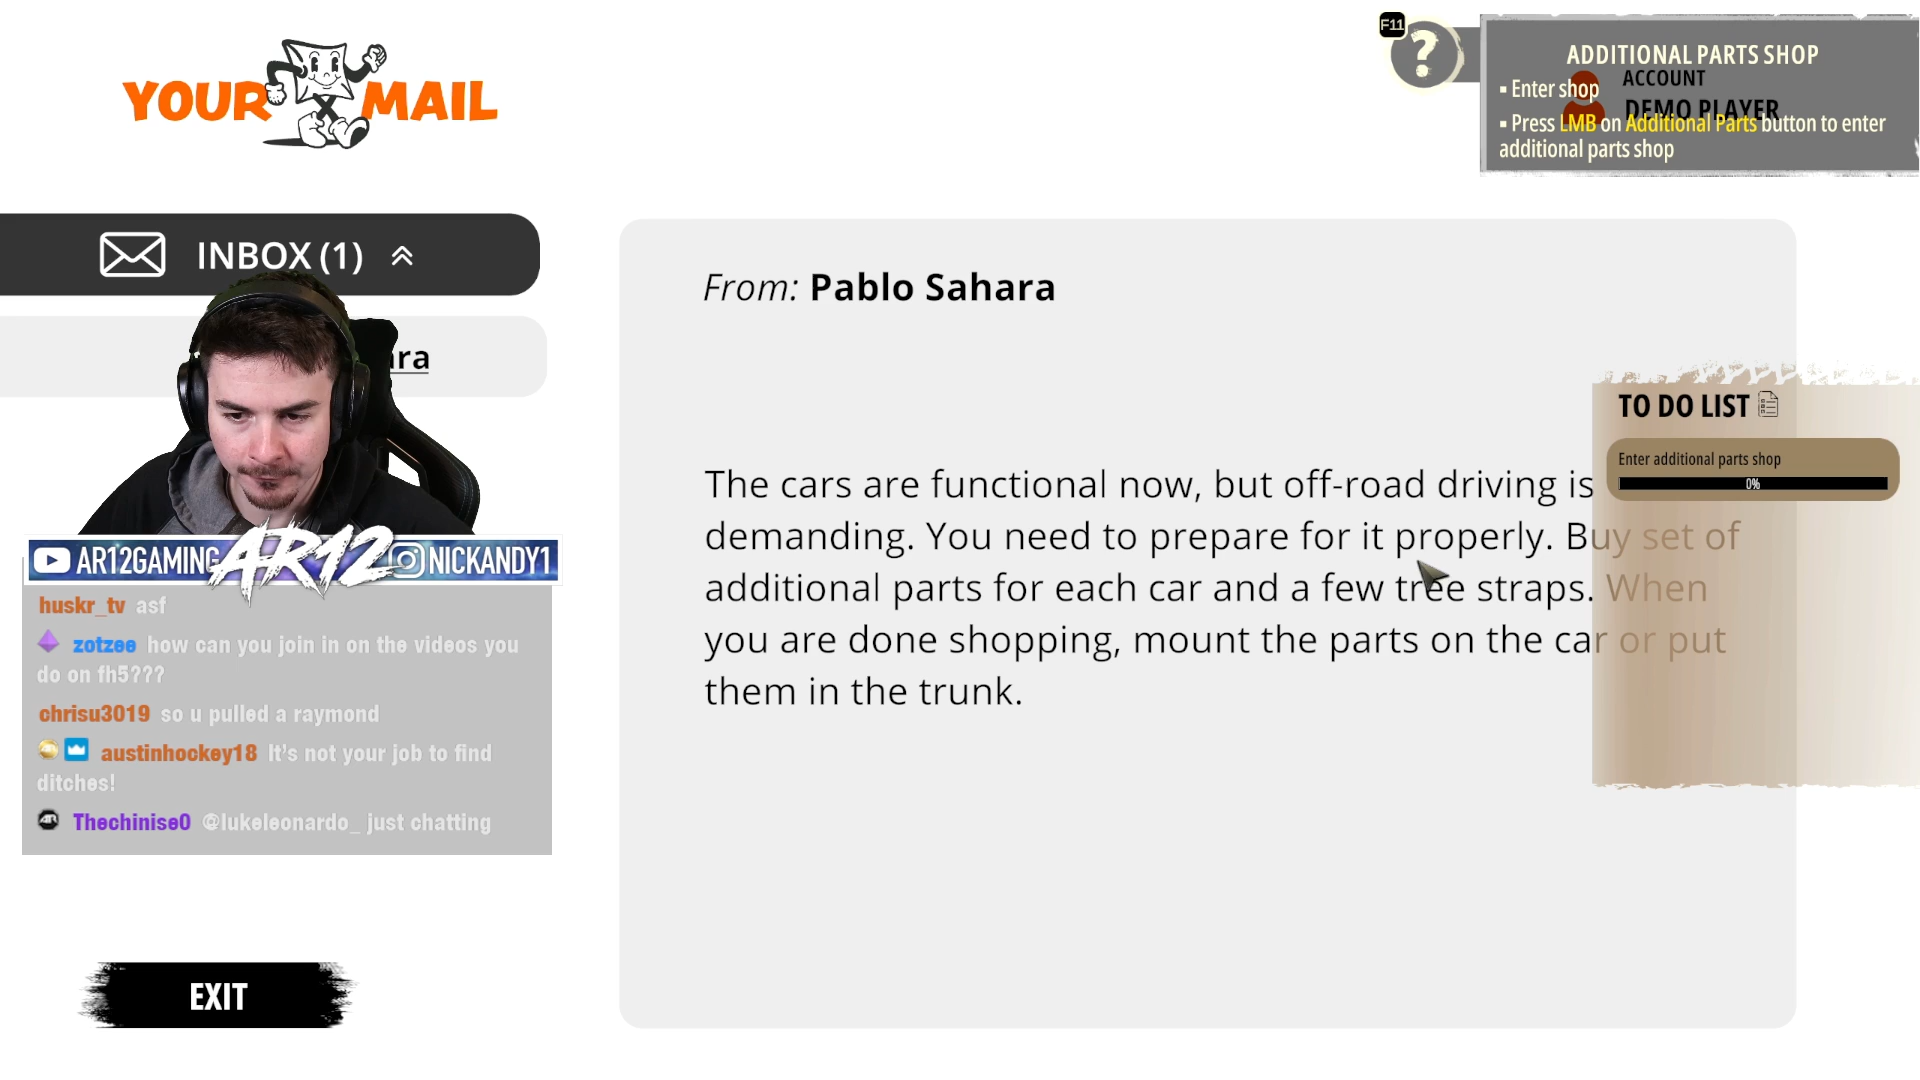 YOUR MAIL
F11
?
ADDITIONAL PARTS SHOP
ACCOUNT
▪ Enter shop
DEMO PLAYER
▪ Press LMB on Additional Parts button to enter
additional parts shop
INBOX (1)
ara
From: Pablo Sahara
The cars are functional now, but off-road driving is
demanding. You need to prepare for it properly. Buy set of
additional parts for each car and a few tree straps. When
you are done shopping, mount the parts on the car or put
them in the trunk.
TO DO LIST
Enter additional parts shop
0%
AR12GAMING AR12 NICKANDY1
huskr_tv asf
zotzee how can you join in on the videos you
do on fh5???
chrisu3019 so u pulled a raymond
austinhockey18 It's not your job to find
ditches!
Thechinise0 @lukeleonardo_ just chatting
EXIT